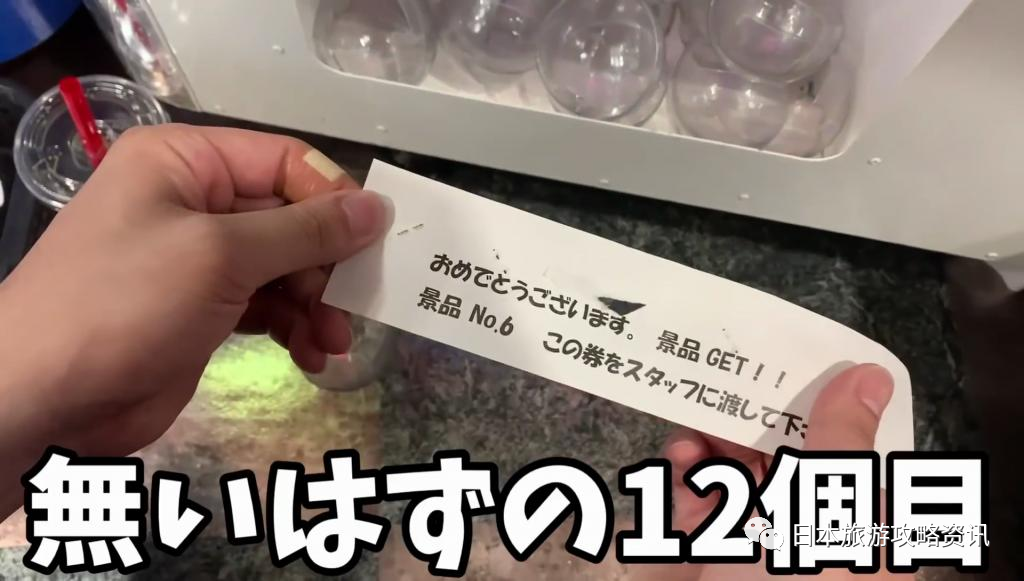 おめでとうございます。 景品 GET！！
景品 No.6 この券をスタッフに渡して下
無いはずの12個目
日本旅游攻略资讯